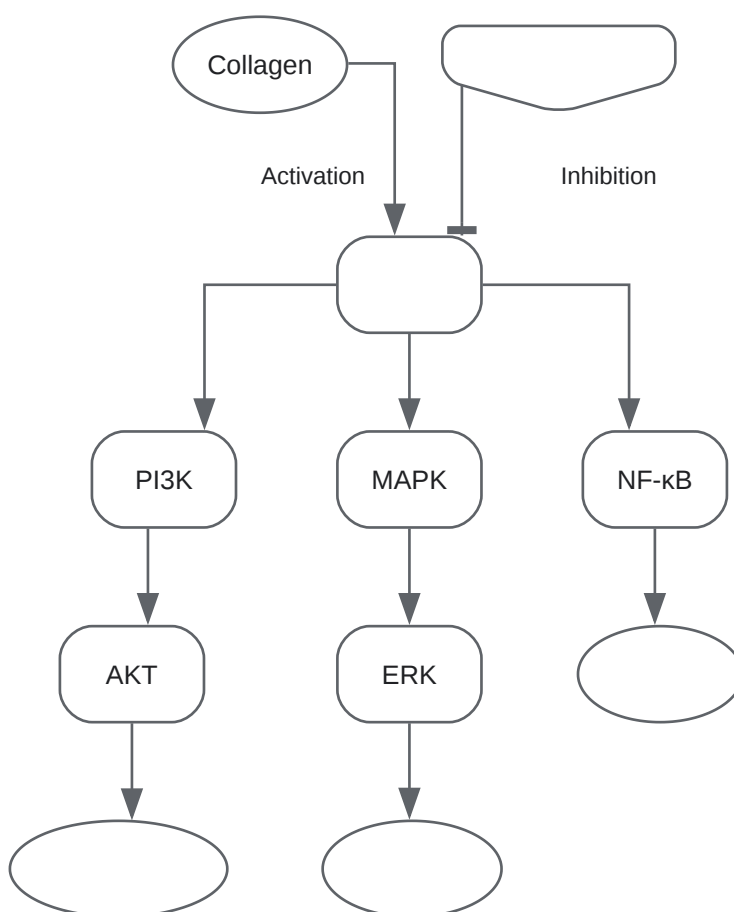 Collagen
Activation
Inhibition
PI3K
MAPK
NF-κB
AKT
ERK